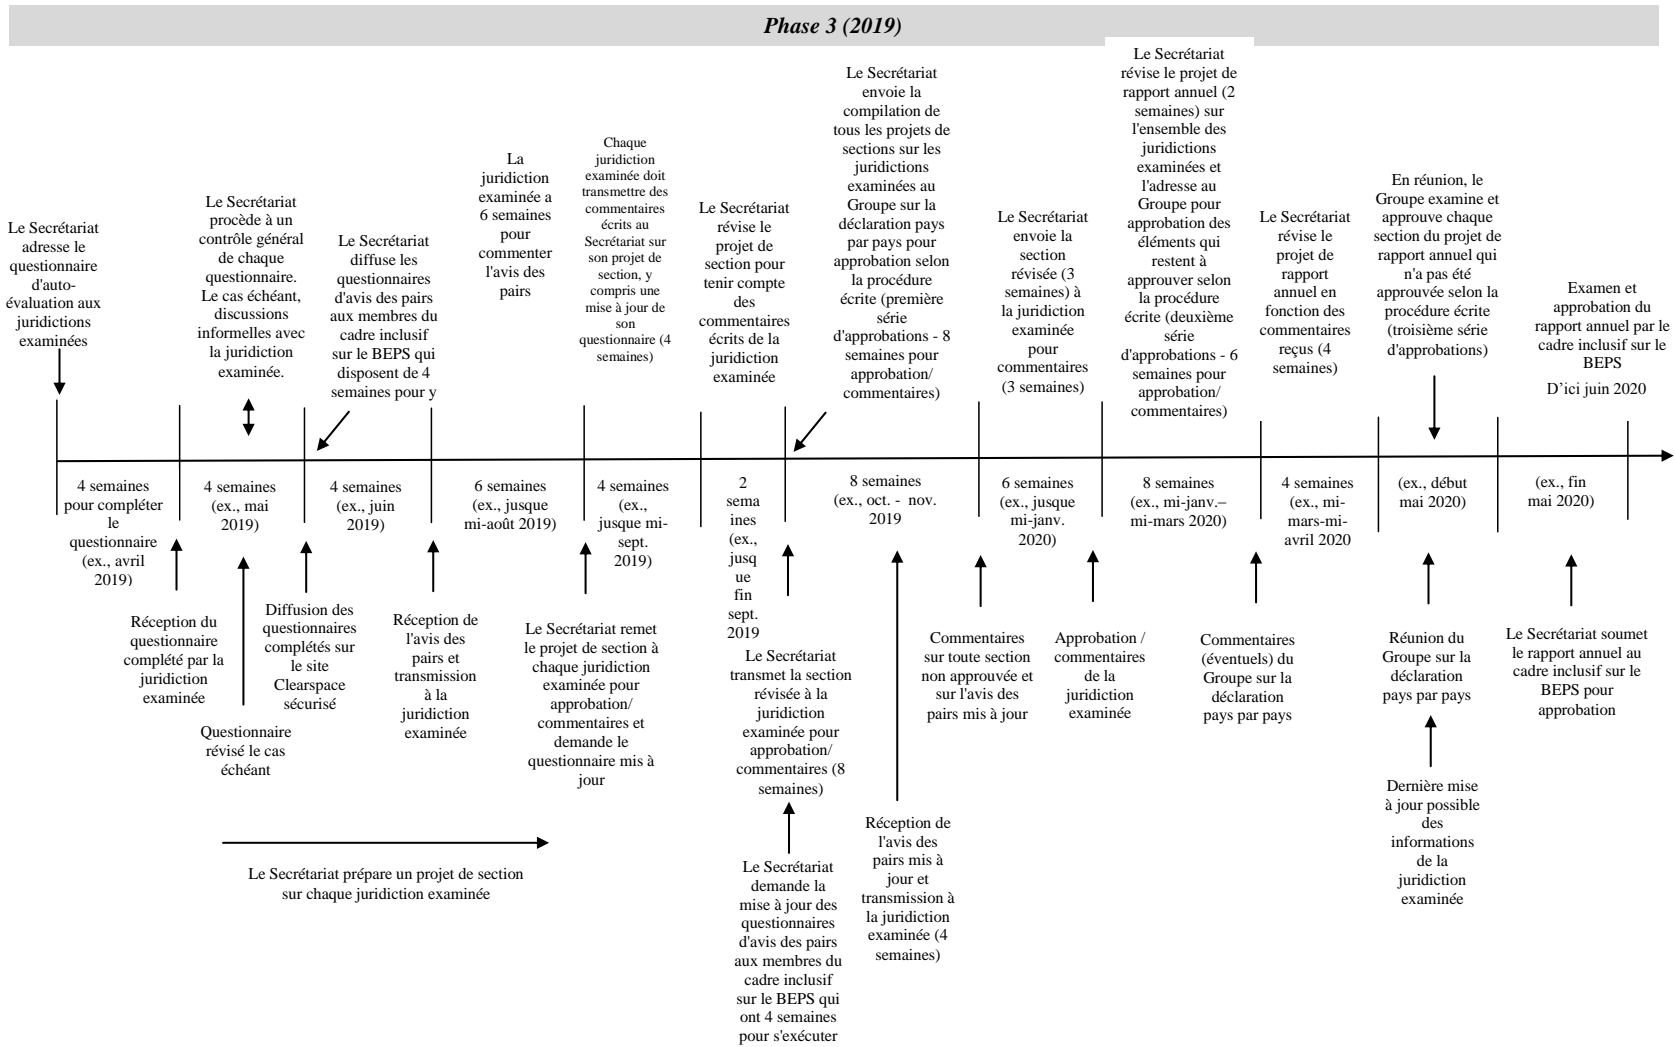 Phase 3 (2019)
Le Secrétariat
adresse le
questionnaire
d'auto-
évaluation aux
juridictions
examinées
Le Secrétariat
procède à un
contrôle général
de chaque
questionnaire.
Le cas échéant,
discussions
informelles avec
la juridiction
examinée.
Le Secrétariat
diffuse les
questionnaires
d'avis des pairs
aux membres du
cadre inclusif
sur le BEPS qui
disposent de 4
semaines pour y
La
juridiction
examinée a
6 semaines
pour
commenter
l'avis des
pairs
Chaque
juridiction
examinée doit
transmettre des
commentaires
écrits au
Secrétariat sur
son projet de
section, y
compris une
mise à jour de
son
questionnaire (4
semaines)
Le Secrétariat
révise le
projet de
section pour
tenir compte
des
commentaires
écrits de la
juridiction
examinée
Le Secrétariat
envoie la
compilation de
tous les projets de
sections sur les
juridictions
examinées au
Groupe sur la
déclaration pays
par pays pour
approbation selon
la procédure
écrite (première
série
d'approbations - 8
semaines pour
approbation/
commentaires)
Le Secrétariat
envoie la
section
révisée (3
semaines) à
la juridiction
examinée
pour
commentaires
(3 semaines)
Le Secrétariat
révise le projet de
rapport annuel (2
semaines) sur
l'ensemble des
juridictions
examinées et
l'adresse au
Groupe pour
approbation des
éléments qui
restent à
approuver selon
la procédure
écrite (deuxième
série
d'approbations - 6
semaines pour
approbation/
commentaires)
Le Secrétariat
révise le
projet de
rapport
annuel en
fonction des
commentaires
reçus (4
semaines)
En réunion, le
Groupe examine et
approuve chaque
section du projet de
rapport annuel qui
n'a pas été
approuvée selon la
procédure écrite
(troisième série
d'approbations)
Examen et
approbation du
rapport annuel par le
cadre inclusif sur le
BEPS
D’ici juin 2020
4 semaines
pour compléter
le
questionnaire
(ex., avril
2019)
4 semaines
(ex., mai
2019)
4 semaines
(ex., juin
2019)
6 semaines
(ex., jusque
mi-août 2019)
4 semaines
(ex.,
jusque mi-
sept.
2019)
2
sema
ines
(ex.,
jusq
ue
fin
sept.
2019
8 semaines
(ex., oct. - nov.
2019
6 semaines
(ex., jusque
mi-janv.
2020)
8 semaines
(ex., mi-janv.–
mi-mars 2020)
4 semaines
(ex., mi-
mars-mi-
avril 2020
(ex., début
mai 2020)
(ex., fin
mai 2020)
Réception du
questionnaire
complété par la
juridiction
examinée
Questionnaire
révisé le cas
échéant
Diffusion des
questionnaires
complétés sur
le site
Clearspace
sécurisé
Réception de
l'avis des
pairs et
transmission
à la
juridiction
examinée
Le Secrétariat remet
le projet de section à
chaque juridiction
examinée pour
approbation/
commentaires et
demande le
questionnaire mis à
jour
Le Secrétariat
transmet la section
révisée à la
juridiction
examinée pour
approbation/
commentaires (8
semaines)
Le Secrétariat
demande la
mise à jour des
questionnaires
d'avis des pairs
aux membres du
cadre inclusif
sur le BEPS qui
ont 4 semaines
pour s'exécuter
Réception de
l'avis des
pairs mis à
jour et
transmission à
la juridiction
examinée (4
semaines)
Commentaires
sur toute section
non approuvée et
sur l'avis des
pairs mis à jour
Approbation /
commentaires
de la
juridiction
examinée
Commentaires
(éventuels) du
Groupe sur la
déclaration
pays par pays
Réunion du
Groupe sur la
déclaration
pays par pays
Dernière mise
à jour possible
des
informations
de la
juridiction
examinée
Le Secrétariat soumet
le rapport annuel au
cadre inclusif sur le
BEPS pour
approbation
Le Secrétariat prépare un projet de section
sur chaque juridiction examinée